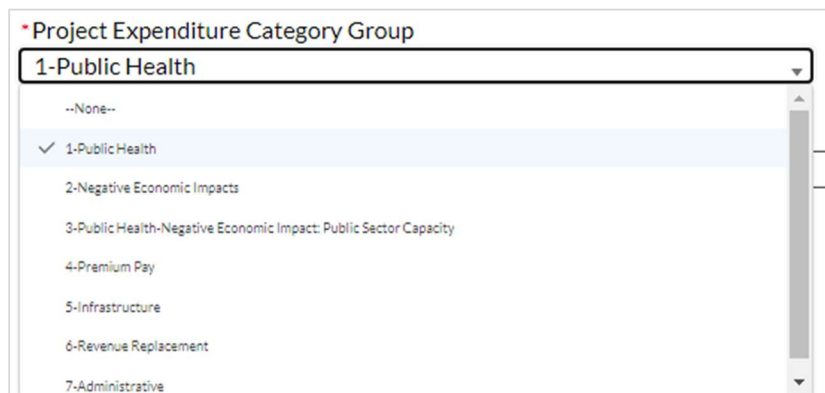 *Project Expenditure Category Group
1-Public Health
--None--
1-Public Health
2-Negative Economic Impacts
3-Public Health-Negative Economic Impact: Public Sector Capacity
4-Premium Pay
5-Infrastructure
6-Revenue Replacement
7-Administrative